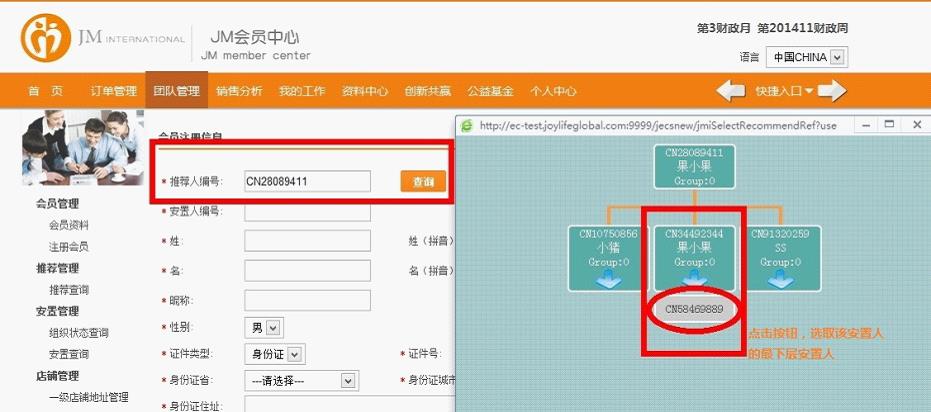 JM INTERNATIONAL
JM会员中心
JM member center
第3财政月 第201411财政周
语言 中国CHINA
首 页 订单管理 团队管理 销售分析 我的工作 资料中心 创新共赢 公益基金 个人中心 快捷入口
会员注册信息
* 推荐人编号: CN28089411 查询
* 安置人编号:
* 姓: 姓（拼音）
* 名: 名（拼音）
* 昵称:
* 性别: 男
* 证件类型: 身份证 * 证件号:
* 身份证省: ---请选择--- * 身份证城市
* 身份证住址:
会员管理
会员资料
注册会员
推荐管理
推荐查询
安置管理
组织状态查询
安置查询
店铺管理
一级店铺地址管理
http://ec-test.joylifeglobal.com:9999/jecsnew/jmiSelectRecommendRef?use
CN28089411
果小果
Group:0
CN10750856
小猪
Group:0
CN34492344
果小果
Group:0
CN91320259
SS
Group:0
CN58469889
点击按钮，选取该安置人
的最下层安置人